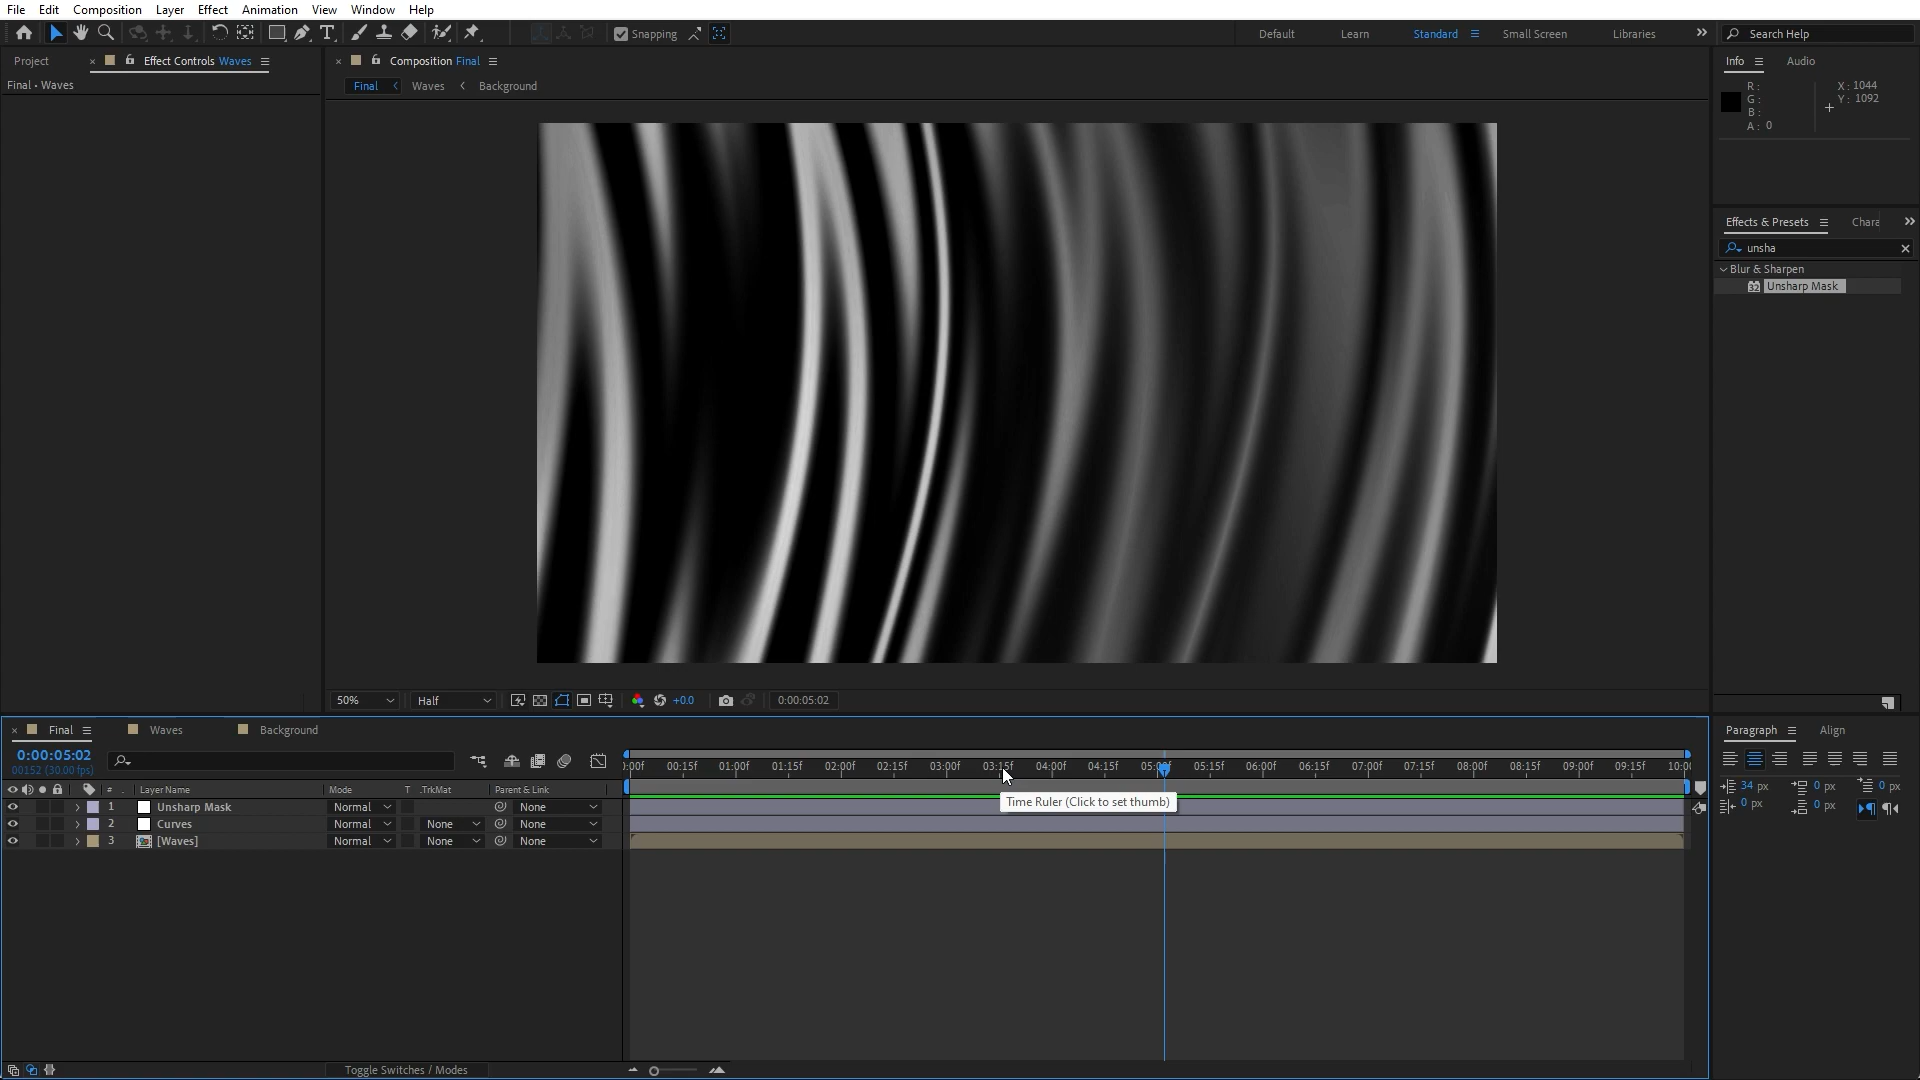 File Edit Composition Layer Effect Animation View Window Help
Snapping Default Learn Standard Small Screen Libraries Search Help
Project Effect Controls Waves Composition Final Info Audio
Final • Waves
Final Waves Background
R: X: 1044
G: Y: 1092
B:
A: 0
Effects & Presets Chara
unsha
Blur & Sharpen
32 Unsharp Mask
50% Half +0.0 0:00:05:02
Final Waves Background
Paragraph Align
0:00:05:02
00152 (30.00 fps)
:00f 00:15f 01:00f 01:15f 02:00f 02:15f 03:00f 03:15f 04:00f 04:15f 05:00f 05:15f 06:00f 06:15f 07:00f 07:15f 08:00f 08:15f 09:00f 09:15f 10:0
# Layer Name Mode T .TrkMat Parent & Link
34 px 0 px 0 px
0 px 0 px
1 Unsharp Mask Normal None
Time Ruler (Click to set thumb)
2 Curves Normal None None
3 [Waves] Normal None None
Toggle Switches / Modes